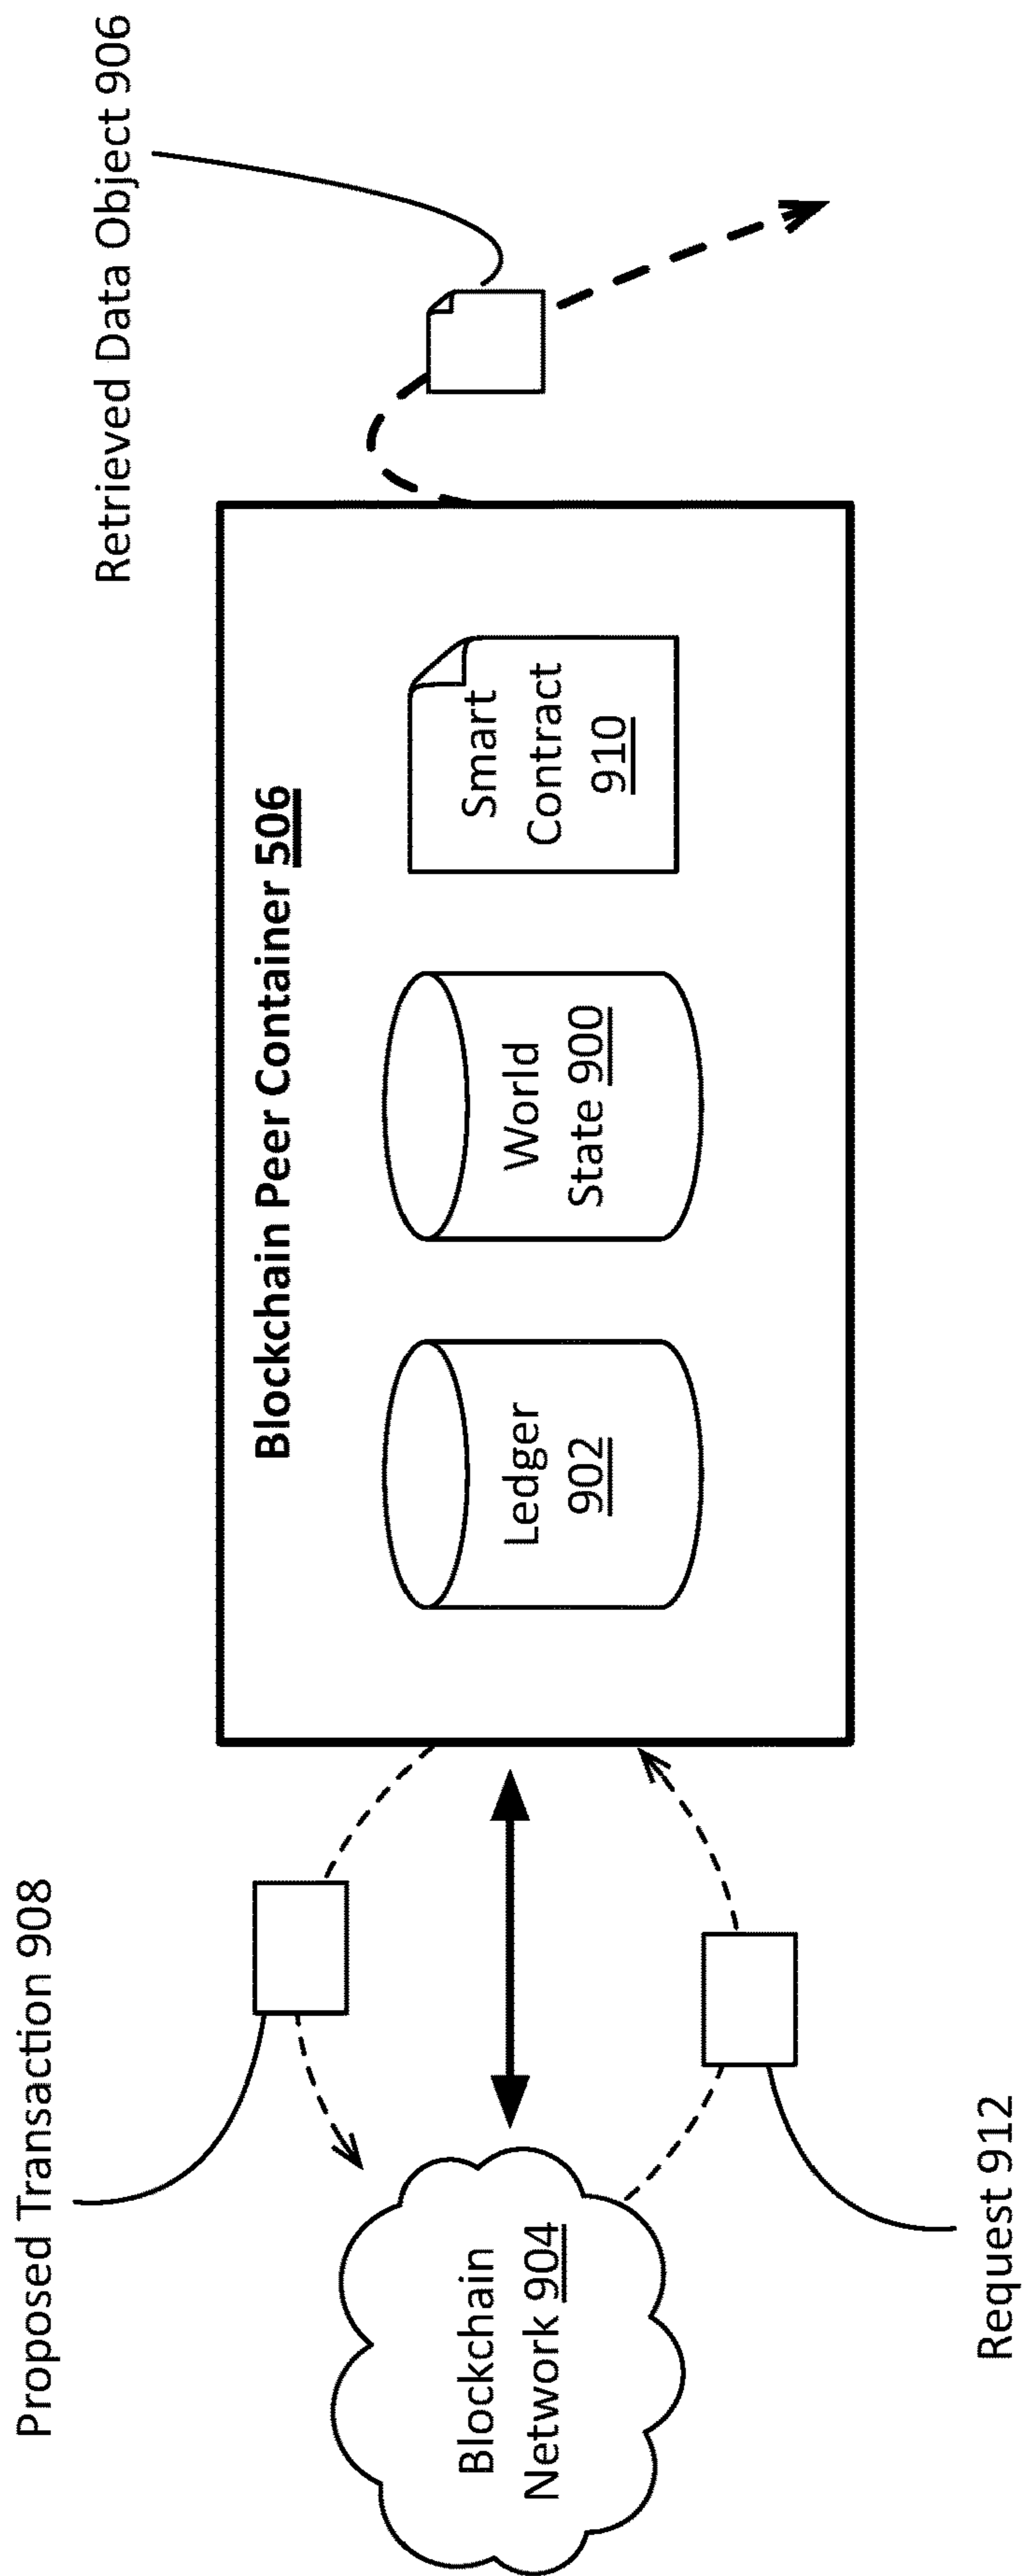 Proposed Transaction 908
Retrieved Data Object 906
Blockchain Peer Container 506
Blockchain
Network 904
Ledger
902
World
State 900
Smart
Contract
910
Request 912